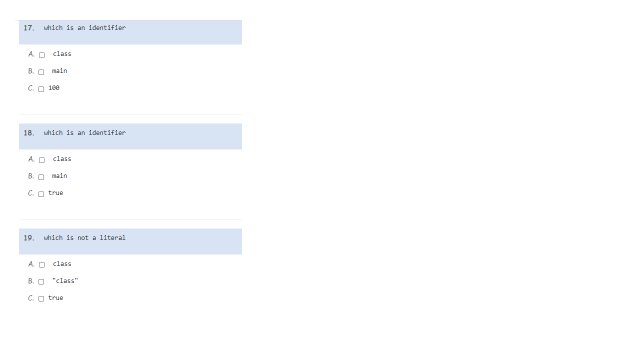 17. which is an identifier
A. class
B. main
C. 100
18. which is an identifier
A. class
B. main
C. true
19. which is not a literal
A. class
B. "class"
C. true